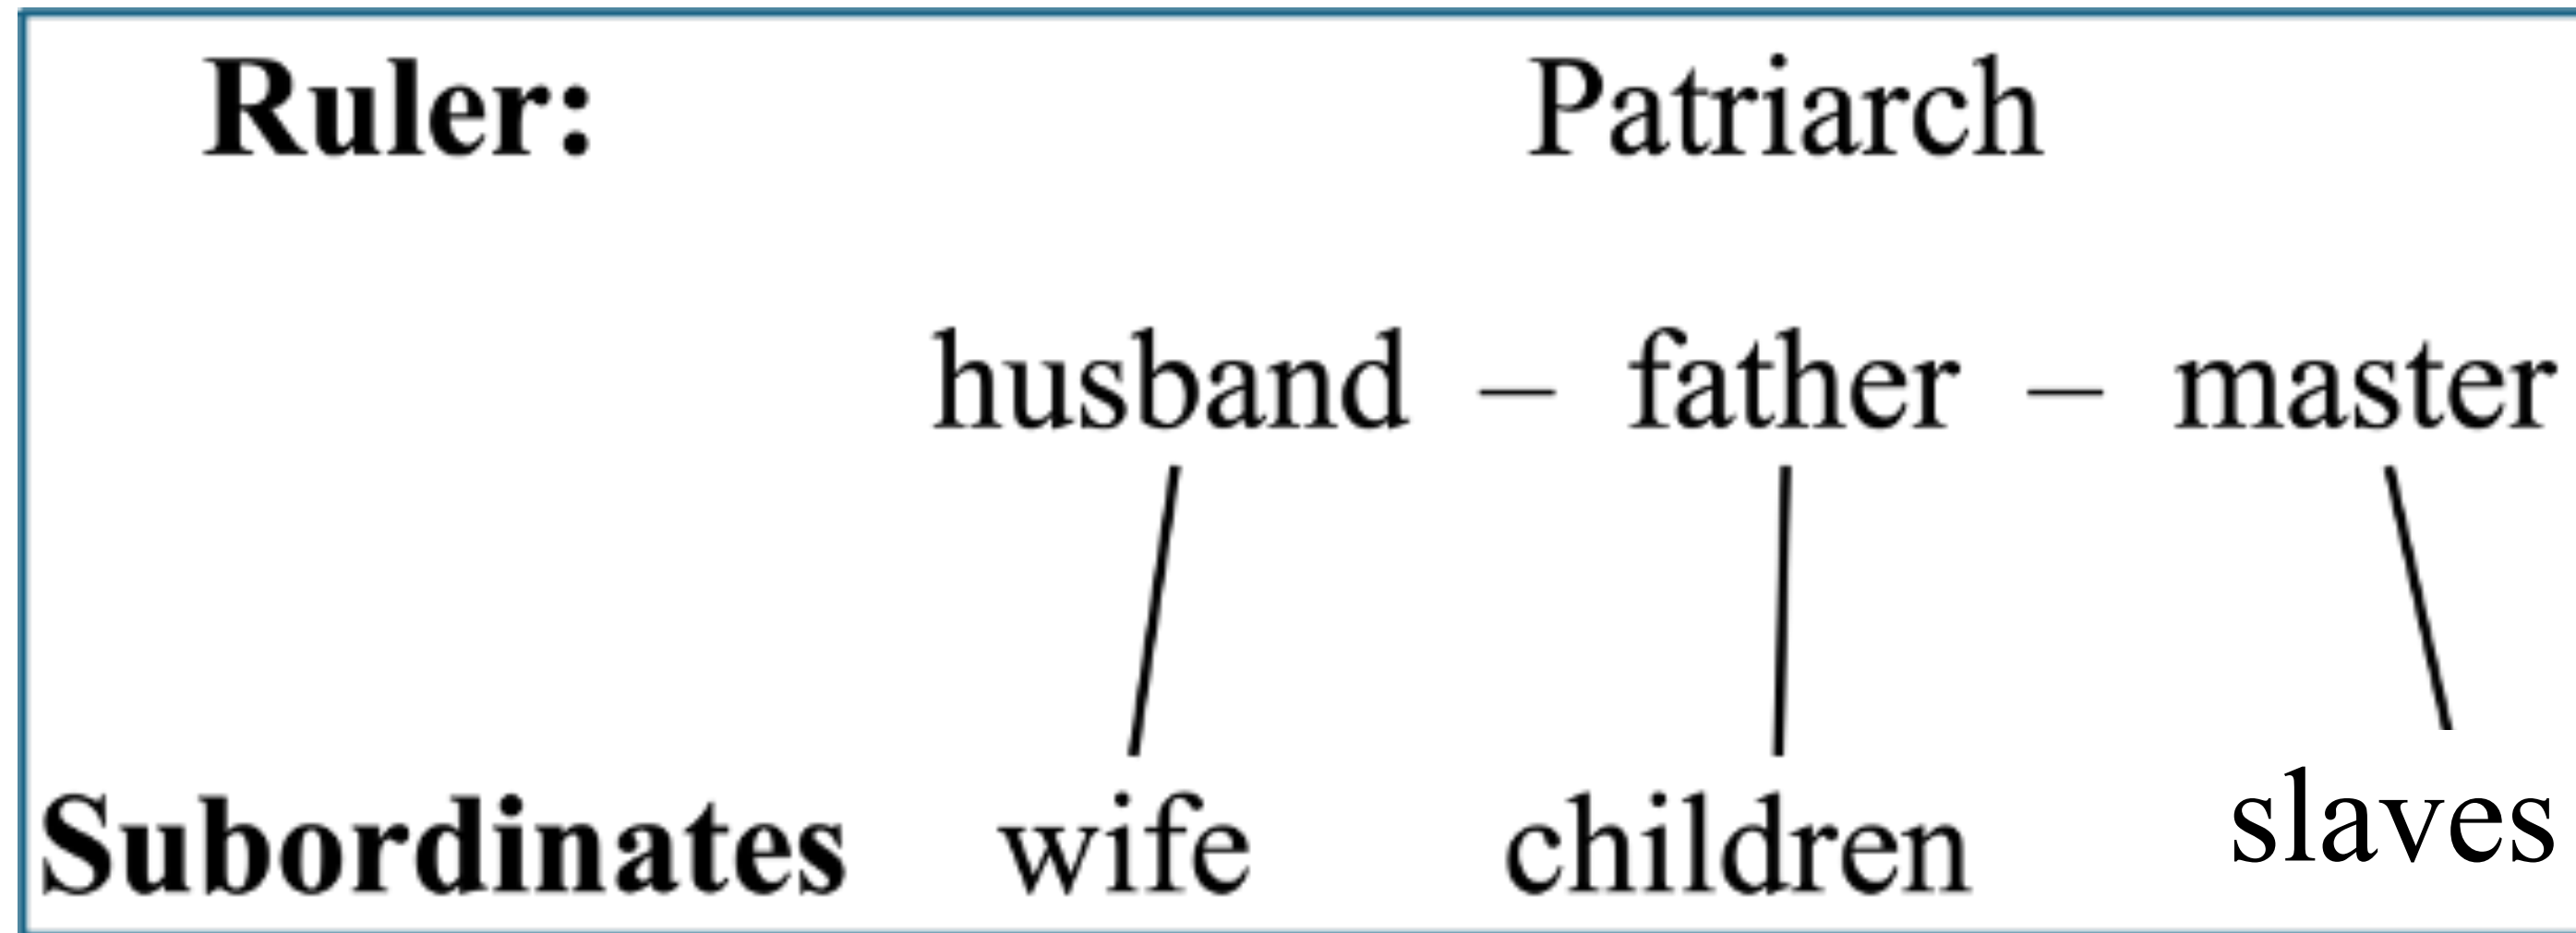 Ruler: Patriarch
husband – father – master
Subordinates wife children slaves